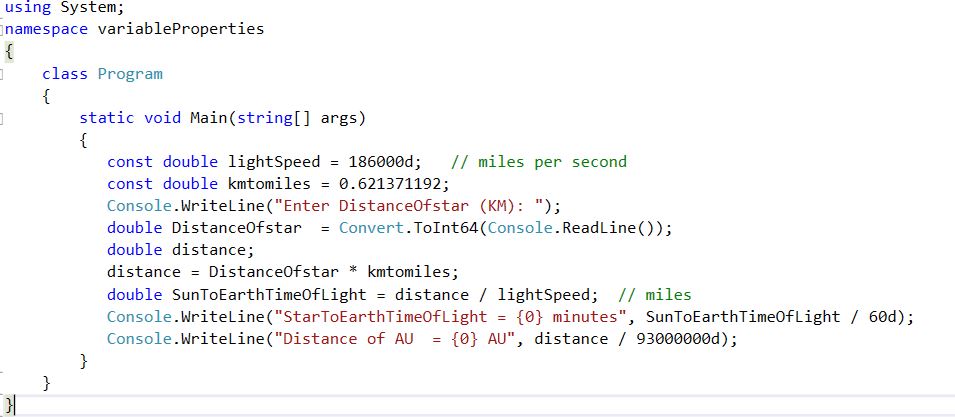 using System;
namespace variableProperties
{
    class Program
    {
        static void Main(string[] args)
        {
           const double lightSpeed = 186000d;   // miles per second
           const double kmtomiles = 0.621371192;
           Console.WriteLine("Enter DistanceOfstar (KM): ");
           double DistanceOfstar  = Convert.ToInt64(Console.ReadLine());
           double distance;
           distance = DistanceOfstar * kmtomiles;
           double SunToEarthTimeOfLight = distance / lightSpeed;  // miles
           Console.WriteLine("StarToEarthTimeOfLight = {0} minutes", SunToEarthTimeOfLight / 60d);
           Console.WriteLine("Distance of AU  = {0} AU", distance / 93000000d);
        }
    }
}